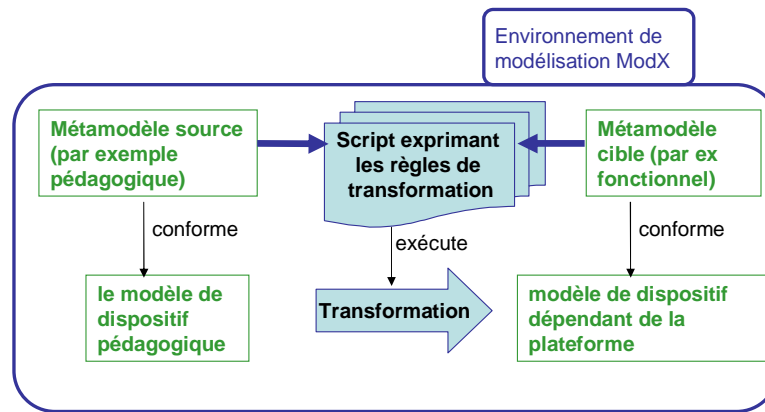 Environnement de
modélisation ModX
Métamodèle source
(par exemple
pédagogique)
Script exprimant
les règles de
transformation
Métamodèle
cible (par ex
fonctionnel)
conforme
exécute
conforme
le modèle de
dispositif
pédagogique
Transformation
modèle de dispositif
dépendant de la
plateforme